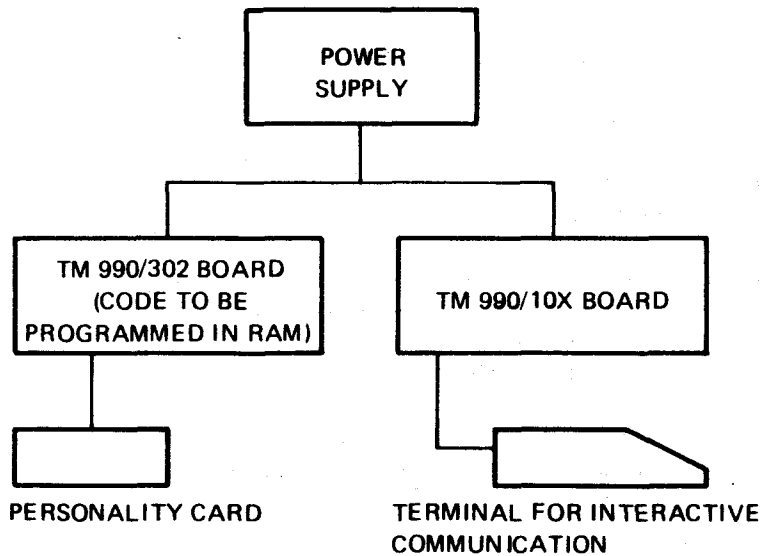 POWER
SUPPLY
TM 990/302 BOARD
(CODE TO BE
PROGRAMMED IN RAM)
TM 990/10X BOARD
PERSONALITY CARD
TERMINAL FOR INTERACTIVE
COMMUNICATION